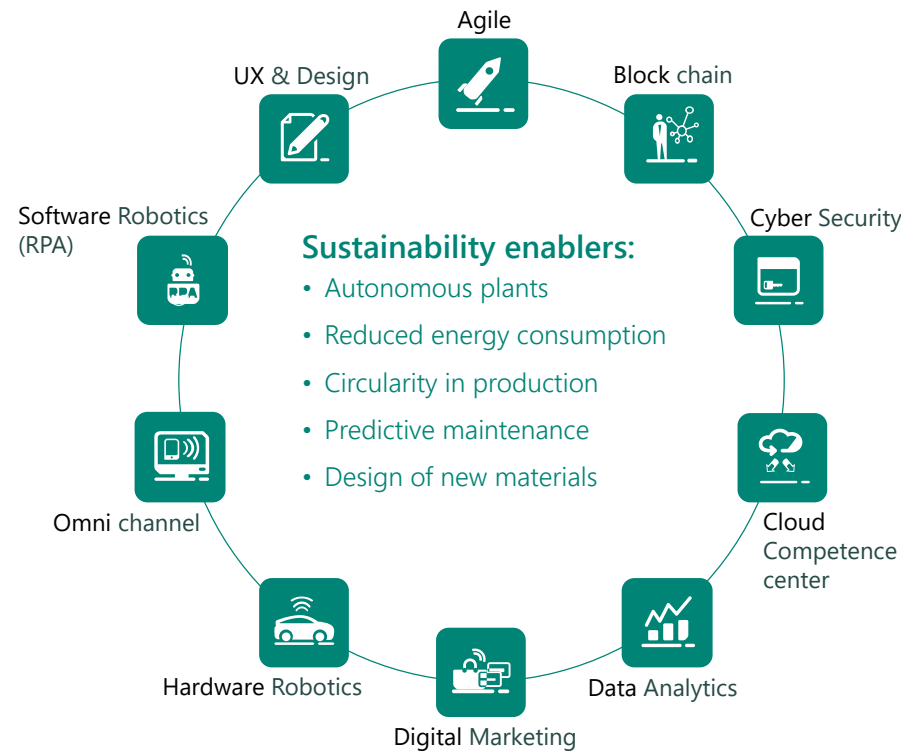 Agile
UX & Design
Block chain
Software Robotics
(RPA)
RPA
Cyber Security
Sustainability enablers:
• Autonomous plants
• Reduced energy consumption
• Circularity in production
• Predictive maintenance
• Design of new materials
Omni channel
Cloud
Competence
center
Hardware Robotics
Data Analytics
Digital Marketing